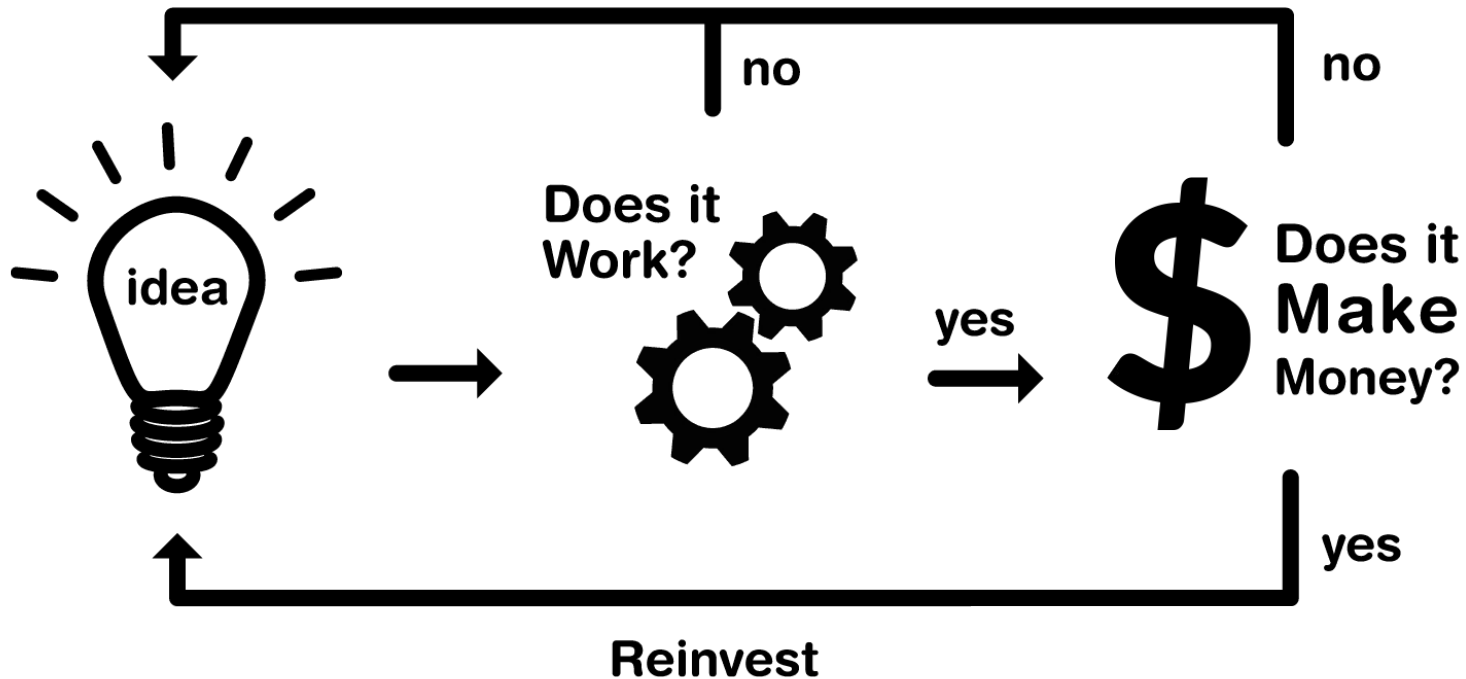 no
no
idea
Does it
Work?
yes
Does it
Make
Money?
yes
Reinvest